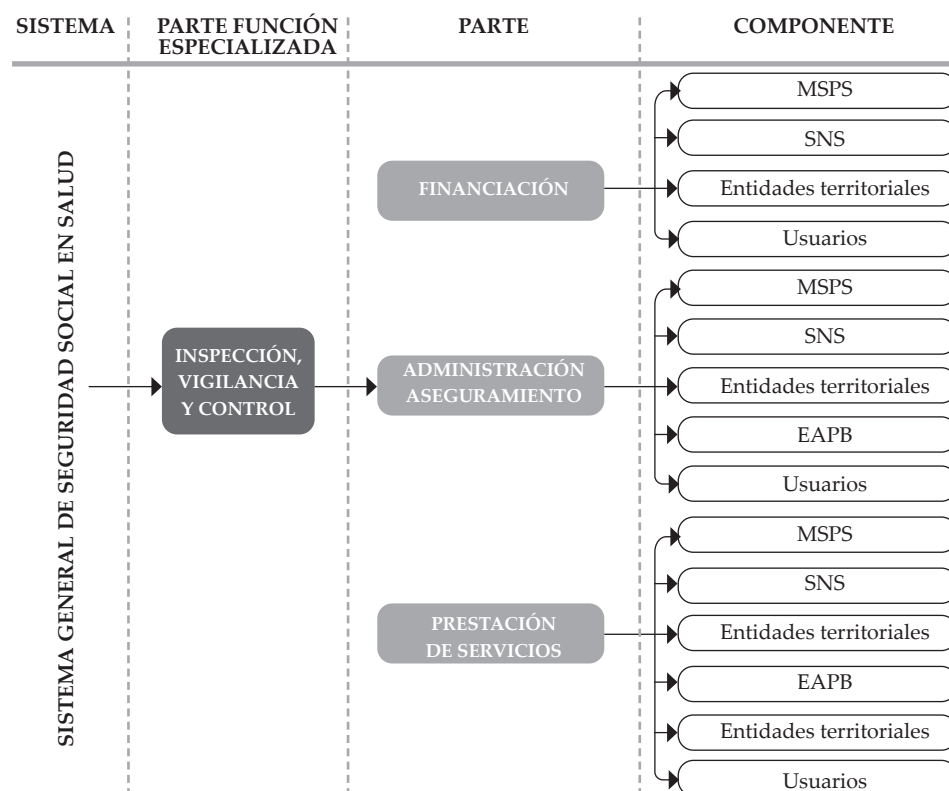 SISTEMA
PARTE FUNCIÓN
ESPECIALIZADA
PARTE
COMPONENTE
SISTEMA GENERAL DE SEGURIDAD SOCIAL EN SALUD
INSPECCIÓN,
VIGILANCIA
Y CONTROL
FINANCIACIÓN
MSPS
SNS
Entidades territoriales
Usuarios
ADMINISTRACIÓN
ASEGURAMIENTO
MSPS
SNS
Entidades territoriales
EAPB
Usuarios
PRESTACIÓN
DE SERVICIOS
MSPS
SNS
Entidades territoriales
EAPB
Entidades territoriales
Usuarios